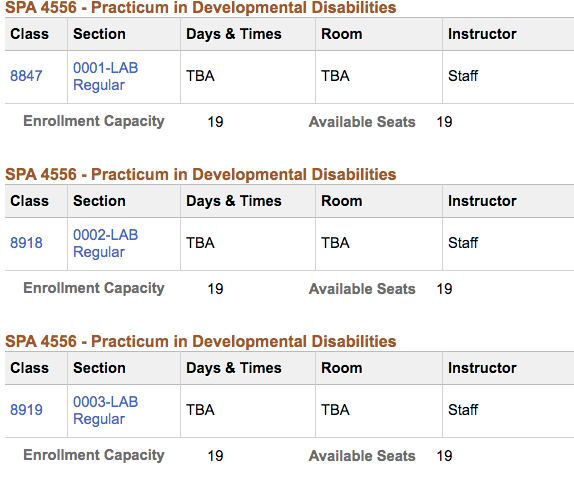 SPA 4556 - Practicum in Developmental Disabilities
Class Section Days & Times Room Instructor
8847 0001-LAB Regular TBA TBA Staff
Enrollment Capacity 19 Available Seats 19
SPA 4556 - Practicum in Developmental Disabilities
Class Section Days & Times Room Instructor
8918 0002-LAB Regular TBA TBA Staff
Enrollment Capacity 19 Available Seats 19
SPA 4556 - Practicum in Developmental Disabilities
Class Section Days & Times Room Instructor
8919 0003-LAB Regular TBA TBA Staff
Enrollment Capacity 19 Available Seats 19